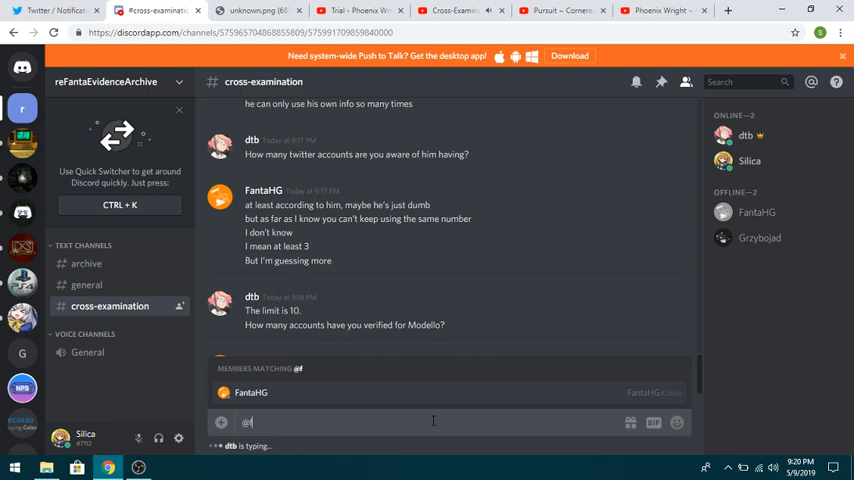 Twitter / Notificat
#cross-examination
unknown.png (68
Trial - Phoenix Wr
Cross-Examin
Pursuit ~ Cornere
Phoenix Wright ~
https://discordapp.com/channels/575965704868855809/575991709859840000
S
Need system-wide Push to Talk? Get the desktop app!
Download
reFantaEvidenceArchive
# cross-examination
Search
r
Use Quick Switcher to get around
Discord quickly. Just press:
CTRL + K
TEXT CHANNELS
# archive
# general
# cross-examination
VOICE CHANNELS
General
G
NPS
Silica
#7112
he can only use his own info so many times
dtb Today at 9:17 PM
How many twitter accounts are you aware of him having?
FantaHG Today at 9:17 PM
at least according to him, maybe he's just dumb
but as far as I know you can't keep using the same number
I don't know
I mean at least 3
But I'm guessing more
dtb Today at 9:18 PM
The limit is 10.
How many accounts have you verified for Modello?
MEMBERS MATCHING @f
FantaHG
FantaHG#2686
@f
GIF
dtb is typing...
ONLINE—2
dtb
Silica
OFFLINE—2
FantaHG
Grzybojad
9:20 PM
5/9/2019